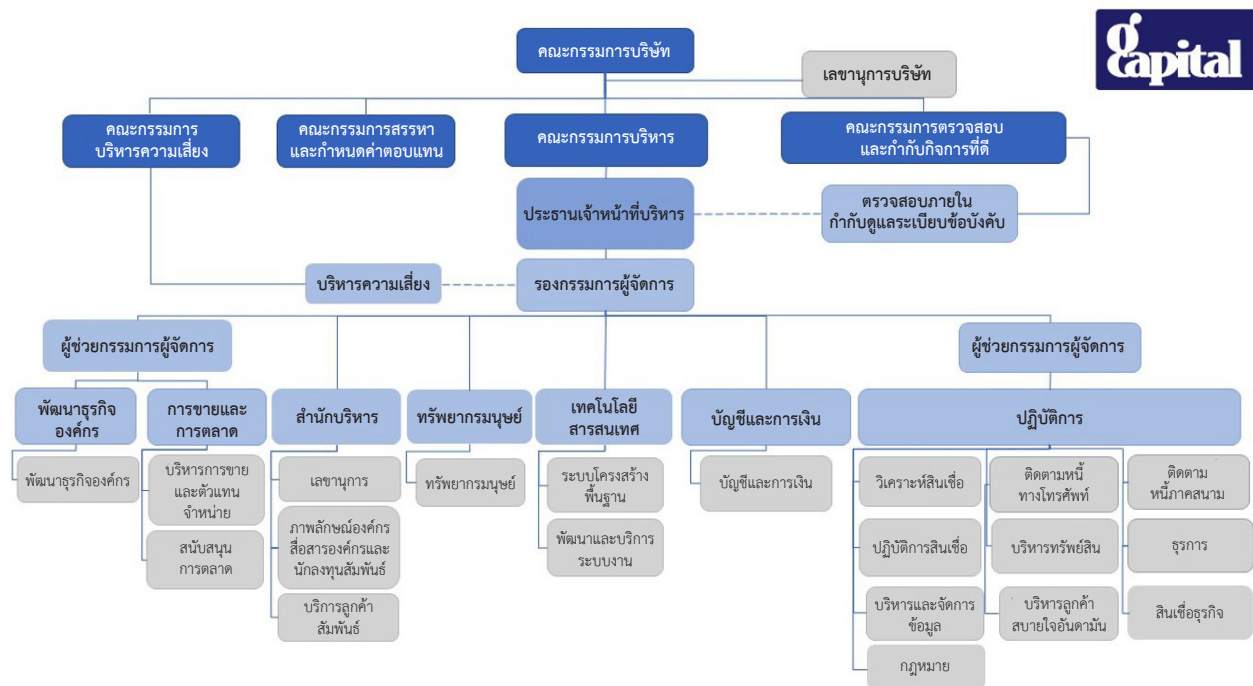 g
Capital
คณะกรรมการบริษัท
เลขานุการบริษัท
คณะกรรมการ
บริหารความเสี่ยง
คณะกรรมการสรรหา
และกำหนดค่าตอบแทน
คณะกรรมการบริหาร
คณะกรรมการตรวจสอบ
และกำกับกิจการที่ดี
ประธานเจ้าหน้าที่บริหาร
ตรวจสอบภายใน
กำกับดูแลระเบียบข้อบังคับ
บริหารความเสี่ยง
รองกรรมการผู้จัดการ
ผู้ช่วยกรรมการผู้จัดการ
ผู้ช่วยกรรมการผู้จัดการ
พัฒนาธุรกิจ
องค์กร
การขายและ
การตลาด
สำนักบริหาร
ทรัพยากรมนุษย์
เทคโนโลยี
สารสนเทศ
บัญชีและการเงิน
ปฏิบัติการ
พัฒนาธุรกิจองค์กร
บริหารการขาย
และตัวแทน
จำหน่าย
สนับสนุน
การตลาด
เลขานุการ
ภาพลักษณ์องค์กร
สื่อสารองค์กรและ
นักลงทุนสัมพันธ์
บริการลูกค้า
สัมพันธ์
ทรัพยากรมนุษย์
ระบบโครงสร้าง
พื้นฐาน
พัฒนาและบริการ
ระบบงาน
บัญชีและการเงิน
วิเคราะห์สินเชื่อ
ติดตามหนี้
ทางโทรศัพท์
ติดตาม
หนี้ภาคสนาม
ปฏิบัติการสินเชื่อ
บริหารทรัพย์สิน
ธุรการ
บริหารและจัดการ
ข้อมูล
บริหารลูกค้า
สบายใจอันดามัน
สินเชื่อธุรกิจ
กฎหมาย